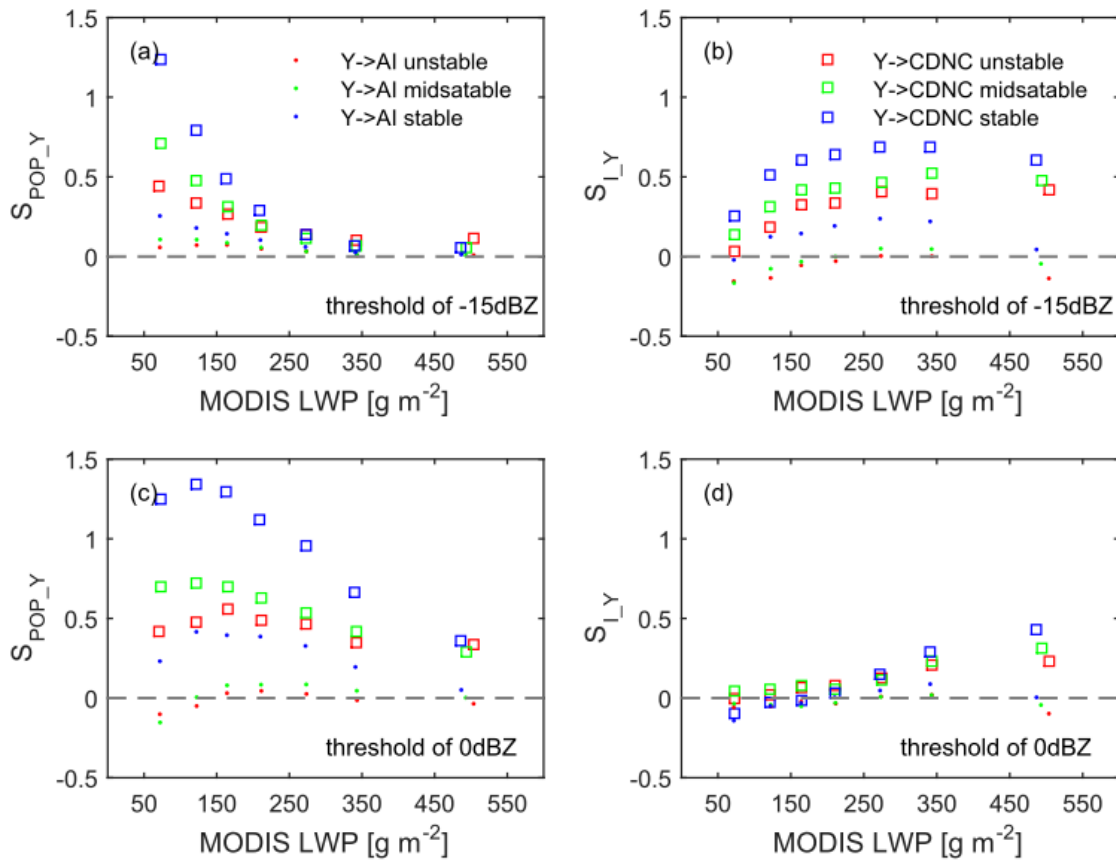 (a)
Y->AI unstable
Y->AI midsatable
Y->AI stable
threshold of -15dBZ
1.5
1
0.5
0
-0.5
S_POP_Y
50 150 250 350 450 550
MODIS LWP [g m^-2]
(b)
Y->CDNC unstable
Y->CDNC midsatable
Y->CDNC stable
threshold of -15dBZ
1.5
1
0.5
0
-0.5
S_I_Y
50 150 250 350 450 550
MODIS LWP [g m^-2]
(c)
threshold of 0dBZ
1.5
1
0.5
0
-0.5
S_POP_Y
50 150 250 350 450 550
MODIS LWP [g m^-2]
(d)
threshold of 0dBZ
1.5
1
0.5
0
-0.5
S_I_Y
50 150 250 350 450 550
MODIS LWP [g m^-2]